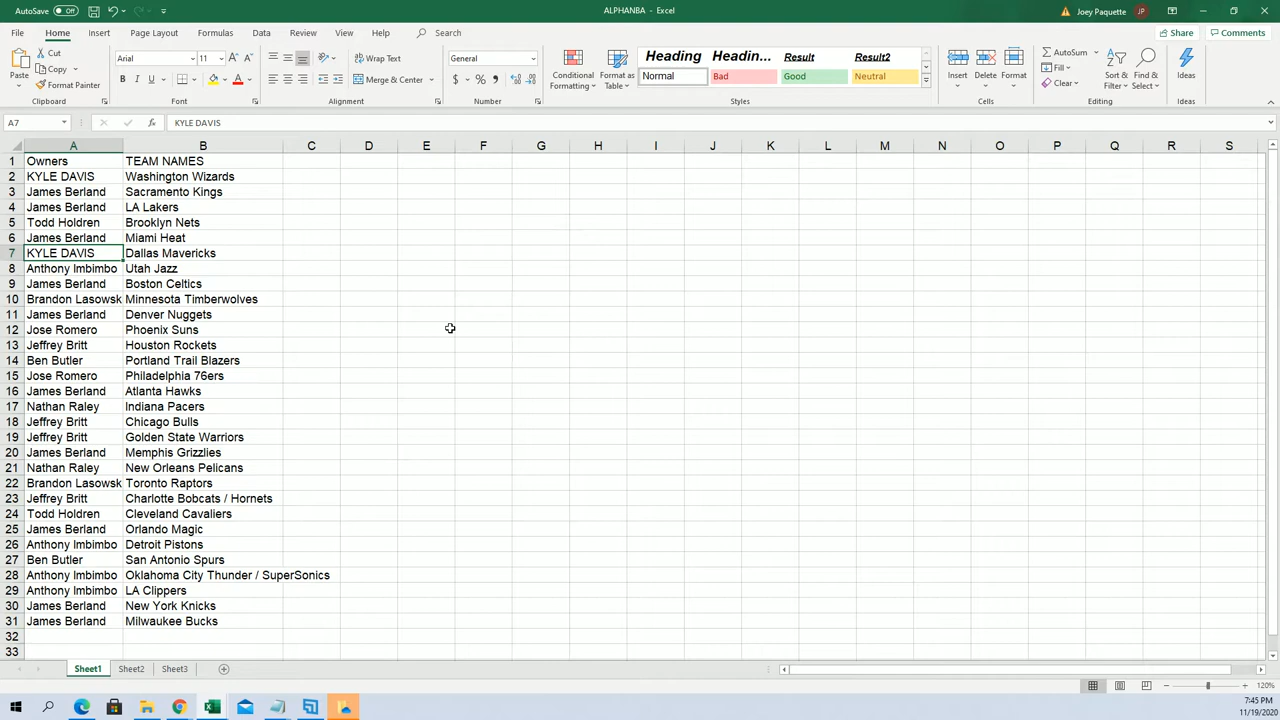 AutoSave Off ALPHANBA - Excel Joey Paquette JP
File Home Insert Page Layout Formulas Data Review View Help Search Share Comments
Paste Cut Copy Format Painter Clipboard
Arial 11 B I U Font
Wrap Text Merge & Center Alignment
General $ % Number
Conditional Formatting Format as Table
Heading Headin... Result Result2
Normal Bad Good Neutral
Styles
Insert Delete Format Cells
AutoSum Fill Clear Sort & Filter Find & Select Editing
Ideas Ideas
A7 fx KYLE DAVIS
A B C D E F G H I J K L M N O P Q R S
1 Owners TEAM NAMES
2 KYLE DAVIS Washington Wizards
3 James Berland Sacramento Kings
4 James Berland LA Lakers
5 Todd Holdren Brooklyn Nets
6 James Berland Miami Heat
7 KYLE DAVIS Dallas Mavericks
8 Anthony Imbimbo Utah Jazz
9 James Berland Boston Celtics
10 Brandon Lasowsk Minnesota Timberwolves
11 James Berland Denver Nuggets
12 Jose Romero Phoenix Suns
13 Jeffrey Britt Houston Rockets
14 Ben Butler Portland Trail Blazers
15 Jose Romero Philadelphia 76ers
16 James Berland Atlanta Hawks
17 Nathan Raley Indiana Pacers
18 Jeffrey Britt Chicago Bulls
19 Jeffrey Britt Golden State Warriors
20 James Berland Memphis Grizzlies
21 Nathan Raley New Orleans Pelicans
22 Brandon Lasowsk Toronto Raptors
23 Jeffrey Britt Charlotte Bobcats / Hornets
24 Todd Holdren Cleveland Cavaliers
25 James Berland Orlando Magic
26 Anthony Imbimbo Detroit Pistons
27 Ben Butler San Antonio Spurs
28 Anthony Imbimbo Oklahoma City Thunder / SuperSonics
29 Anthony Imbimbo LA Clippers
30 James Berland New York Knicks
31 James Berland Milwaukee Bucks
32
33
Sheet1 Sheet2 Sheet3
120%
7:45 PM
11/19/2020